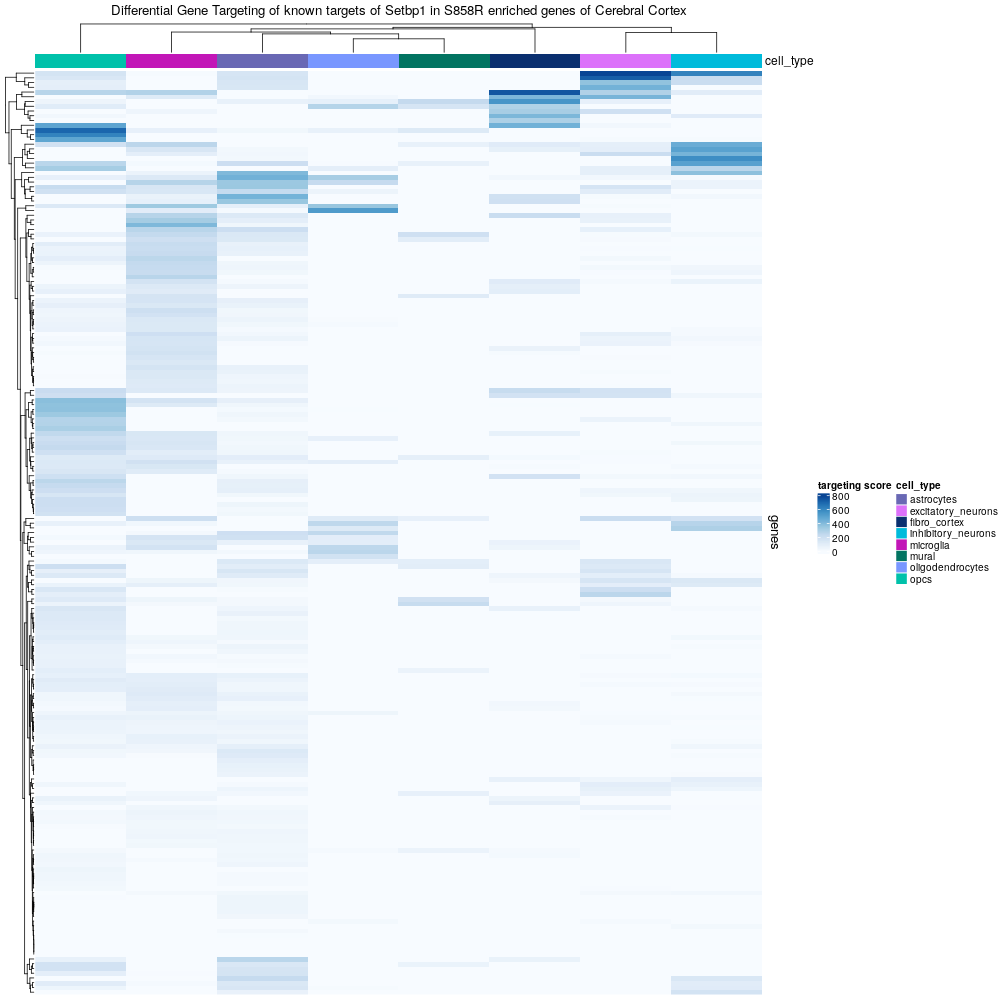 Differential Gene Targeting of known targets of Setbp1 in S858R enriched genes of Cerebral Cortex
cell_type
genes
targeting score
800
600
400
200
0
cell_type
astrocytes
excitatory_neurons
fibro_cortex
inhibitory_neurons
microglia
mural
oligodendrocytes
opcs